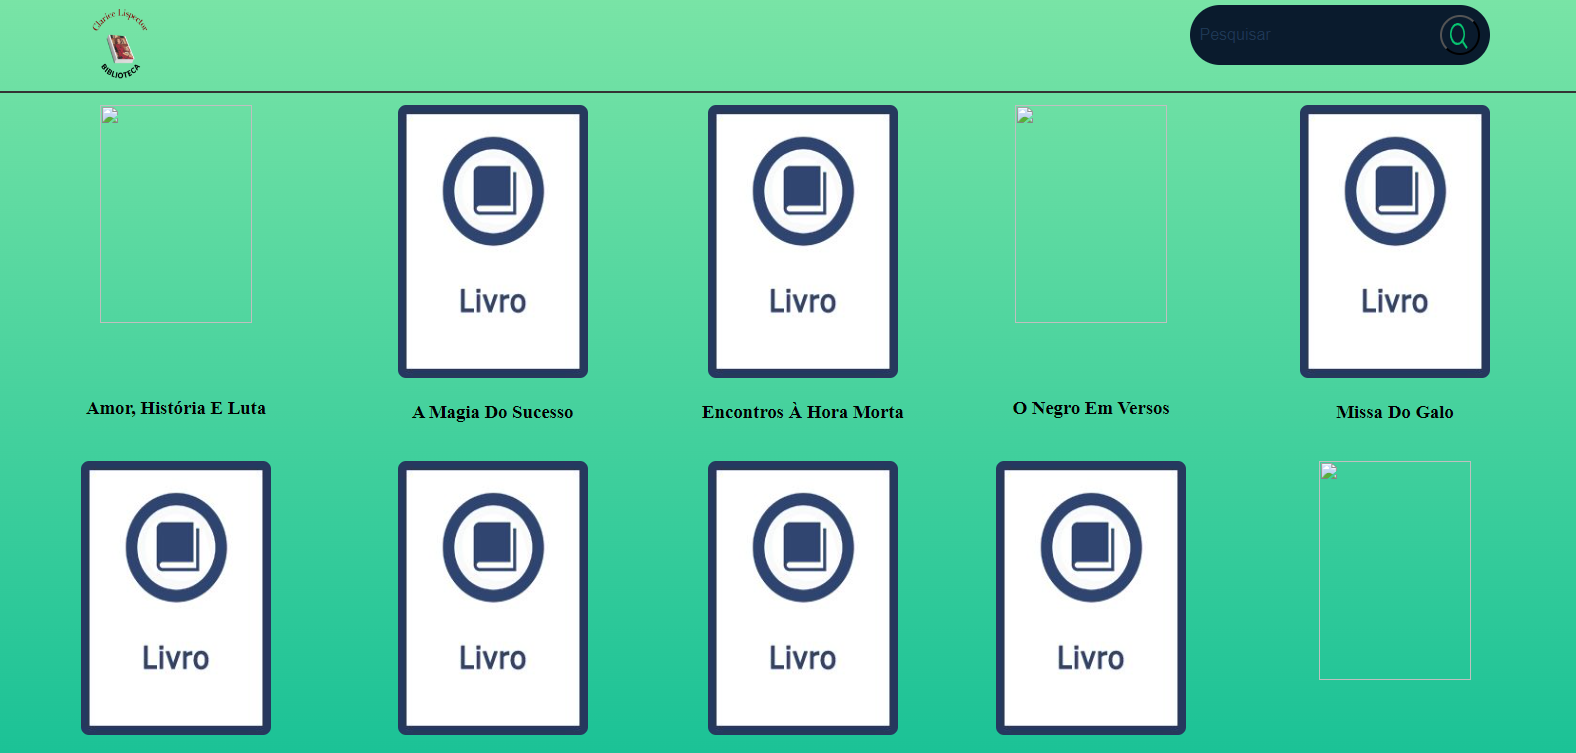 Clarice Lispector
BIBLIOTECA
Pesquisar
Livro
Livro
Livro
Amor, História E Luta
A Magia Do Sucesso
Encontros À Hora Morta
O Negro Em Versos
Missa Do Galo
Livro
Livro
Livro
Livro